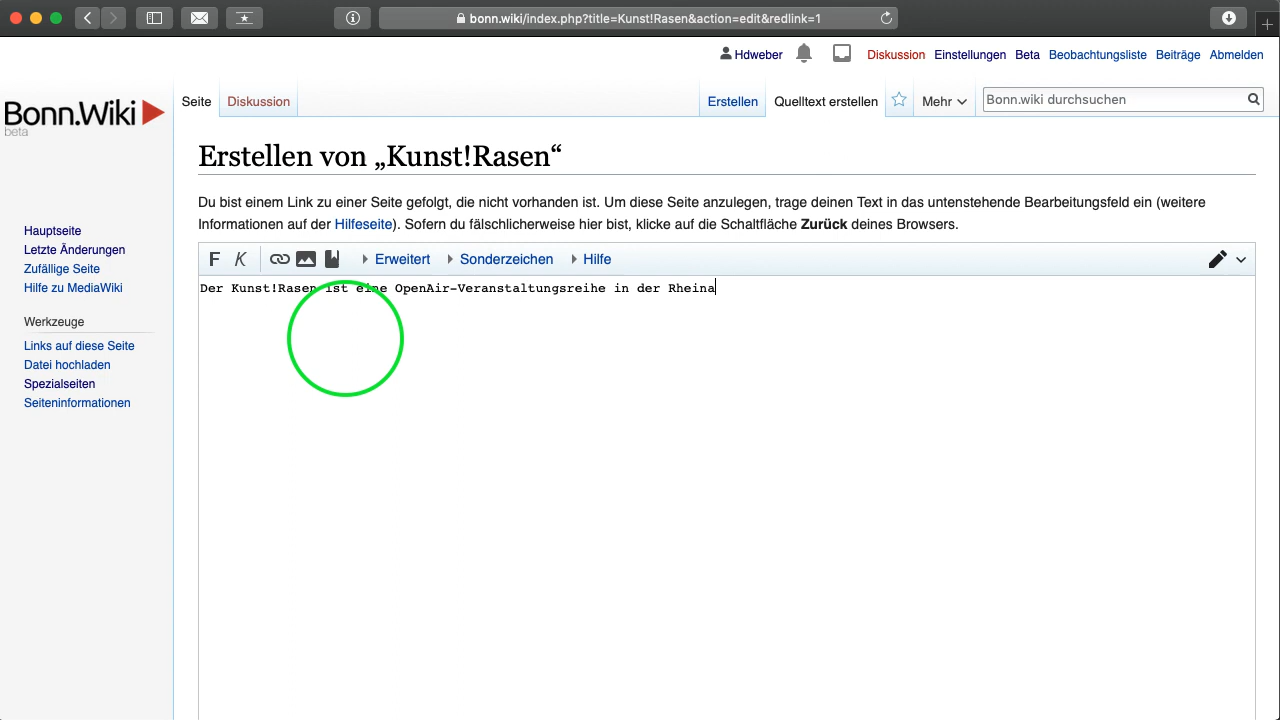 bonn.wiki/index.php?title=Kunst!Rasen&action=edit&redlink=1
Hdweber Diskussion Einstellungen Beta Beobachtungsliste Beiträge Abmelden
Bonn.Wiki
beta
Seite Diskussion Erstellen Quelltext erstellen Mehr Bonn.wiki durchsuchen
Erstellen von „Kunst!Rasen“
Du bist einem Link zu einer Seite gefolgt, die nicht vorhanden ist. Um diese Seite anzulegen, trage deinen Text in das untenstehende Bearbeitungsfeld ein (weitere
Informationen auf der Hilfeseite). Sofern du fälschlicherweise hier bist, klicke auf die Schaltfläche Zurück deines Browsers.
F K Erweitert Sonderzeichen Hilfe
Der Kunst!Rasen ist eine OpenAir-Veranstaltungsreihe in der Rheina
Hauptseite
Letzte Änderungen
Zufällige Seite
Hilfe zu MediaWiki
Werkzeuge
Links auf diese Seite
Datei hochladen
Spezialseiten
Seiteninformationen